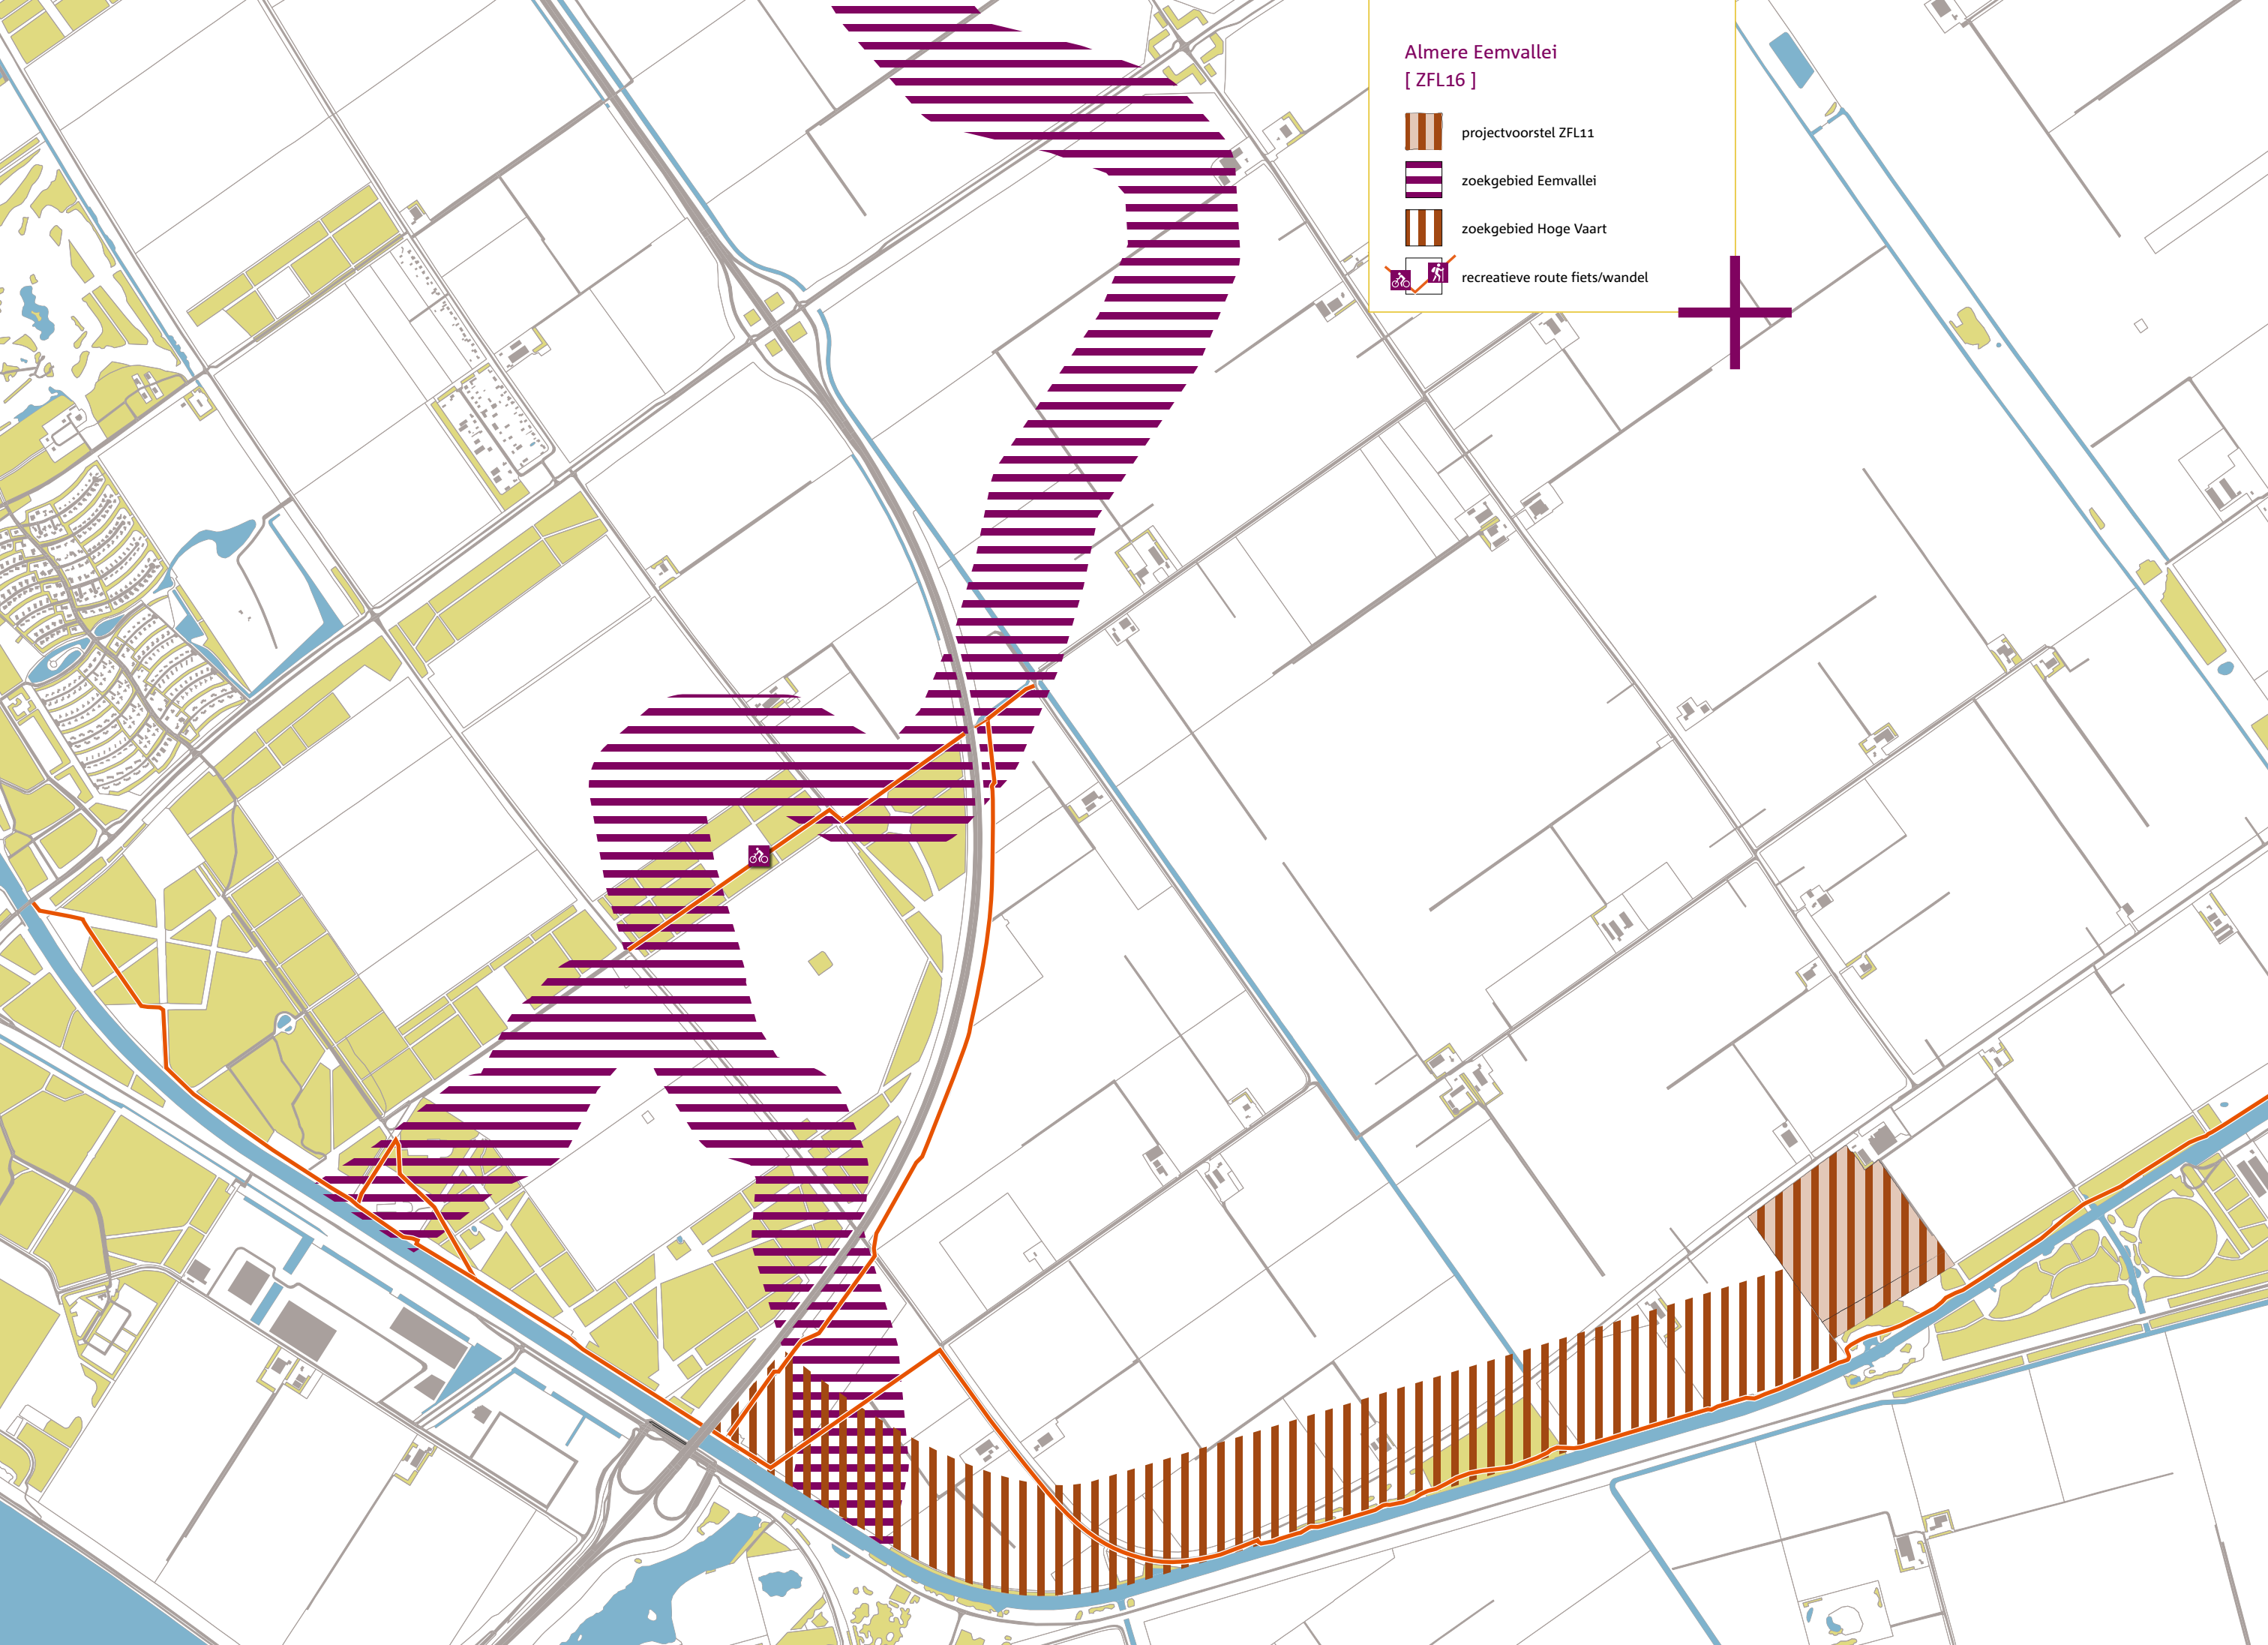 Almere Eemvallei
[ ZFL16 ]
projectvoorstel ZFL11
zoekgebied Eemvallei
zoekgebied Hoge Vaart
recreatieve route fiets/wandel